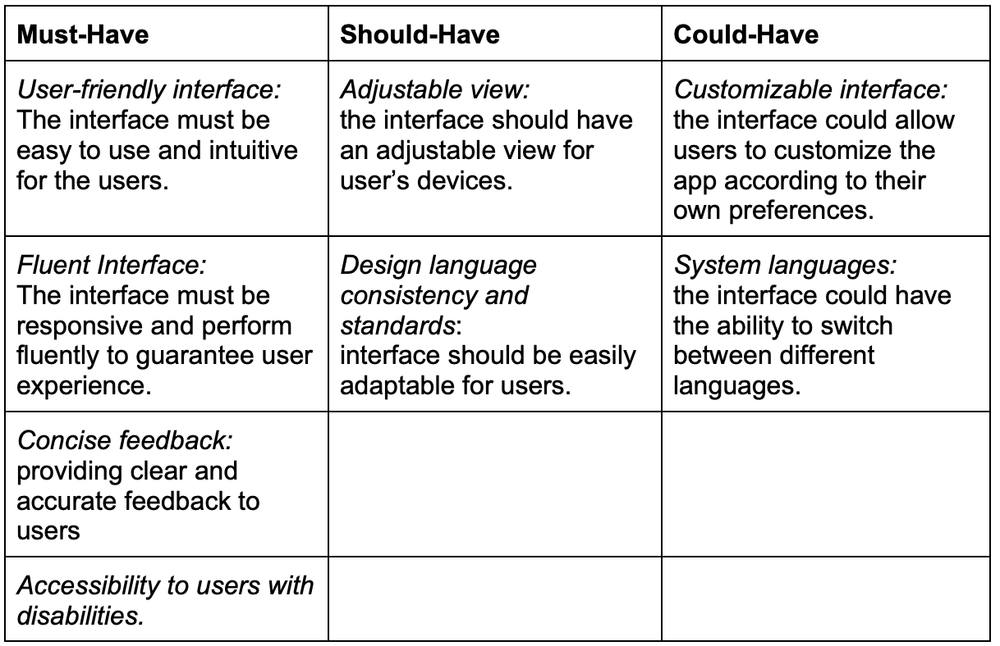 Must-Have
Should-Have
Could-Have
User-friendly interface:
The interface must be
easy to use and intuitive
for the users.
Adjustable view:
the interface should have
an adjustable view for
user’s devices.
Customizable interface:
the interface could allow
users to customize the
app according to their
own preferences.
Fluent Interface:
The interface must be
responsive and perform
fluently to guarantee user
experience.
Design language
consistency and
standards:
interface should be easily
adaptable for users.
System languages:
the interface could have
the ability to switch
between different
languages.
Concise feedback:
providing clear and
accurate feedback to
users
Accessibility to users with
disabilities.